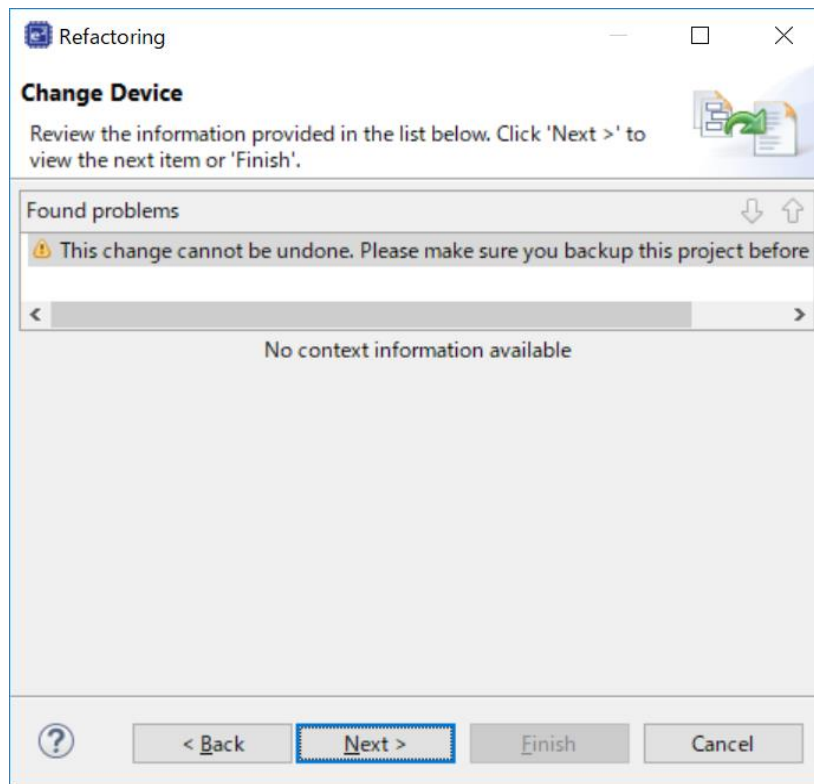 Refactoring
Change Device
Review the information provided in the list below. Click 'Next >' to
view the next item or 'Finish'.
Found problems
This change cannot be undone. Please make sure you backup this project before
No context information available
< Back
Next >
Finish
Cancel